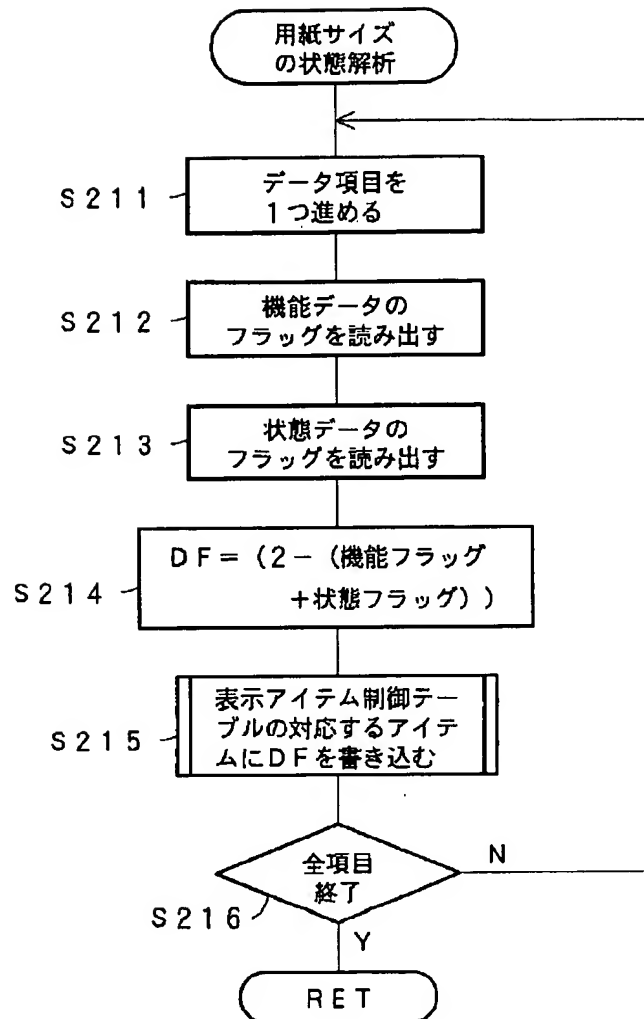 用紙サイズ
の状態解析
S211
データ項目を
1つ進める
S212
機能データの
フラッグを読み出す
S213
状態データの
フラッグを読み出す
S214
DF=(2-(機能フラッグ
+状態フラッグ))
S215
表示アイテム制御テー
ブルの対応するアイテ
ムにDFを書き込む
S216
全項目
終了
N
Y
RET